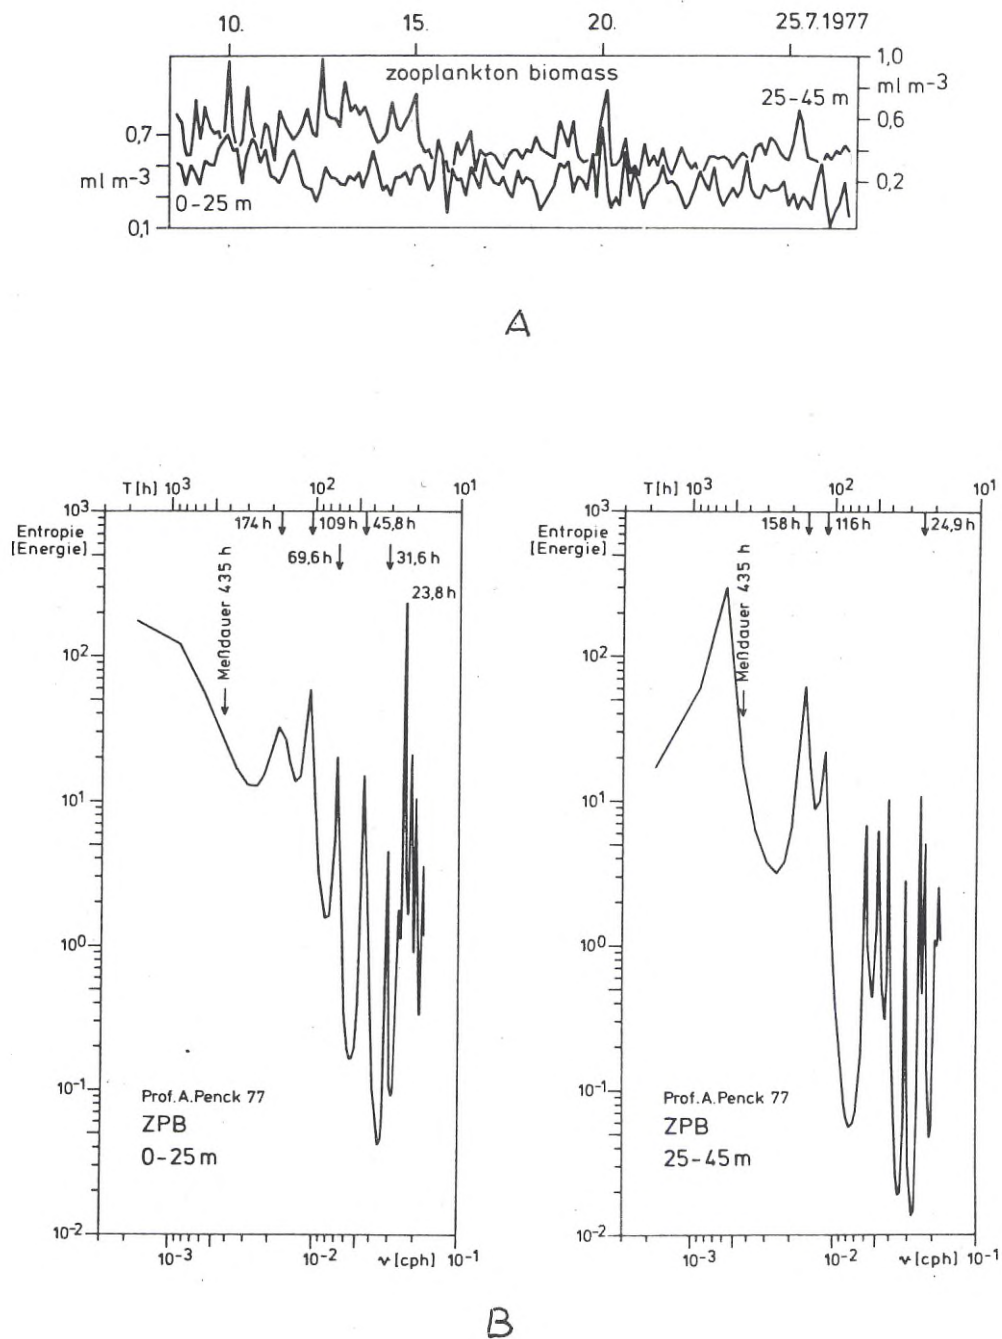 10. 15. 20. 25.7.1977
zooplankton biomass
1,0
ml m-3
25-45 m
0,6
0,7
ml m-3
0,2
0-25 m
0,1
A
T[h] 10³ 10² 10¹
10³
Entropie
[Energie]
174 h 109 h 45,8 h
69,6 h 31,6 h
23,8 h
Meßdauer 435 h
10²
10¹
10⁰
10⁻¹
Prof. A. Penck 77
ZPB
0-25 m
10⁻²
10⁻³ 10⁻² ν [cph] 10⁻¹
T[h] 10³ 10² 10¹
10³
Entropie
[Energie]
158 h 116 h 24,9 h
Meßdauer 435 h
10²
10¹
10⁰
10⁻¹
Prof. A. Penck 77
ZPB
25-45 m
10⁻²
10⁻³ 10⁻² ν [cph] 10⁻¹
B